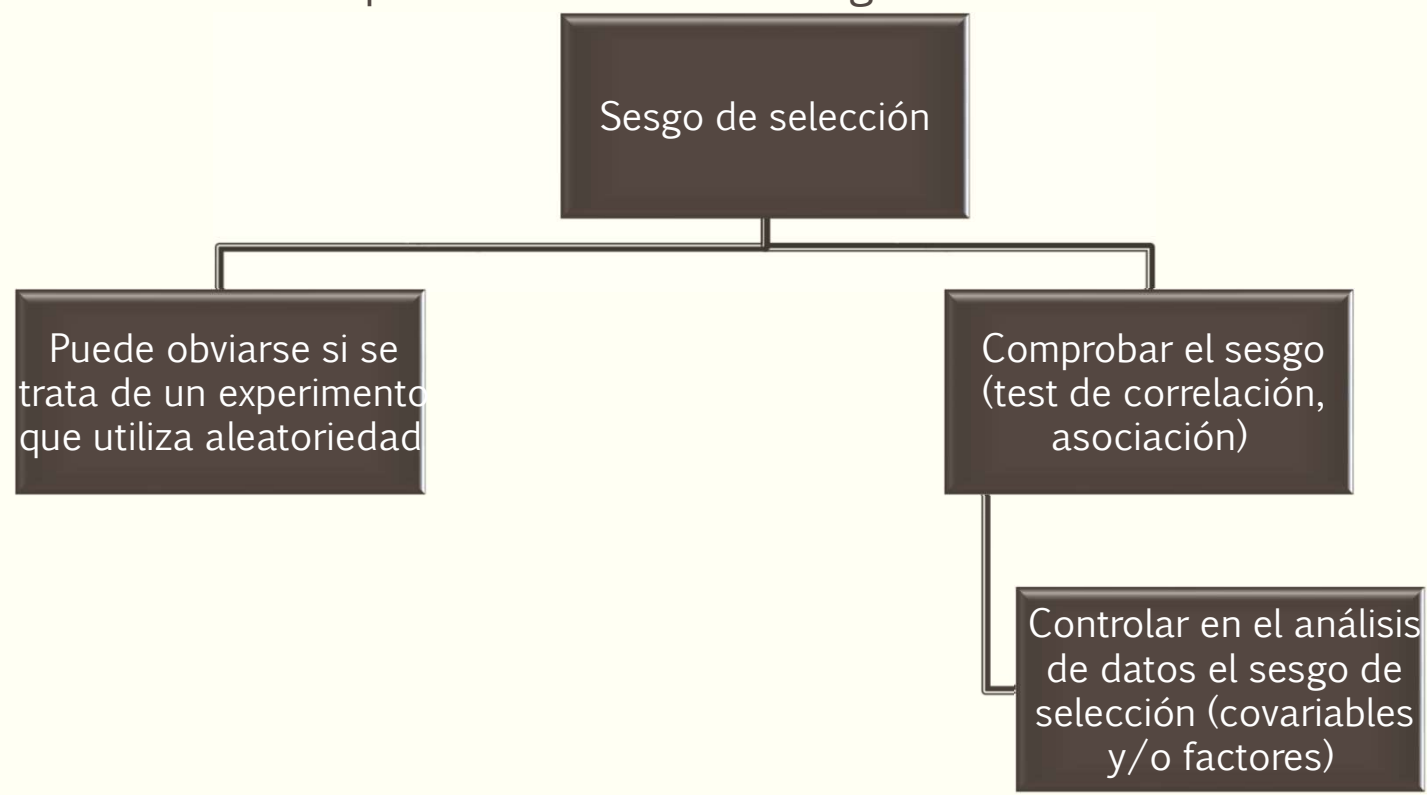 Sesgo de selección
Puede obviarse si se
trata de un experimento
que utiliza aleatoriedad
Comprobar el sesgo
(test de correlación,
asociación)
Controlar en el análisis
de datos el sesgo de
selección (covariables
y/o factores)